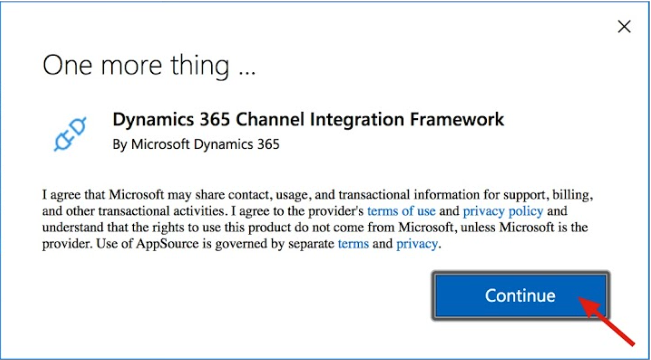 One more thing ...
Dynamics 365 Channel Integration Framework
By Microsoft Dynamics 365
I agree that Microsoft may share contact, usage, and transactional information for support, billing,
and other transactional activities. I agree to the provider's terms of use and privacy policy and
understand that the rights to use this product do not come from Microsoft, unless Microsoft is the
provider. Use of AppSource is governed by separate terms and privacy.
Continue